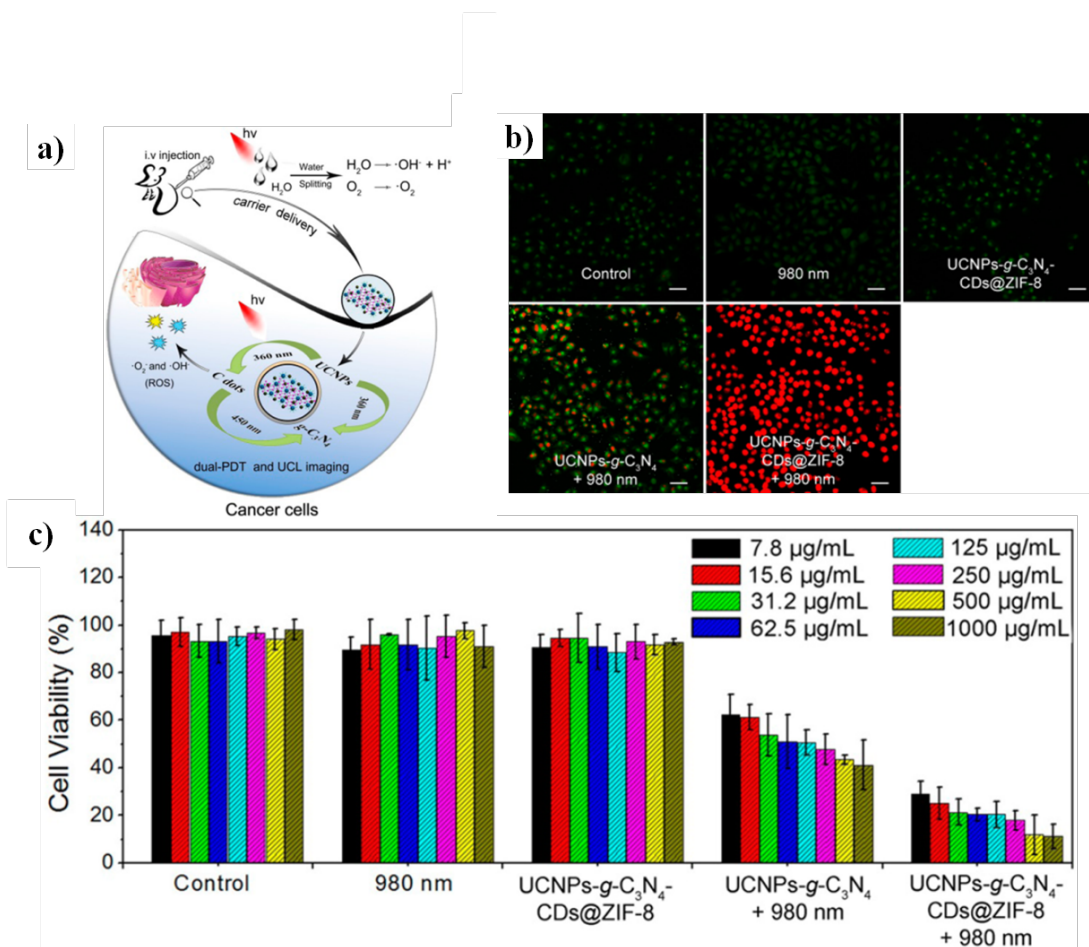 a)
hv
i.v injection
Water
Splitting
H₂O
H₂O → ·OH⁻ + H⁺
O₂ → ·O₂
carrier delivery
hv
360 nm
UCNPs
360 nm
C dots
450 nm
g-C₃N₄
·O₂⁻ and ·OH
(ROS)
dual-PDT and UCL imaging
Cancer cells
b)
Control
980 nm
UCNPs-g-C₃N₄-
CDs@ZIF-8
UCNPs-g-C₃N₄
+ 980 nm
UCNPs-g-C₃N₄-
CDs@ZIF-8
+ 980 nm
c)
Cell Viability (%)
140
120
100
80
60
40
20
0
7.8 µg/mL
15.6 µg/mL
31.2 µg/mL
62.5 µg/mL
125 µg/mL
250 µg/mL
500 µg/mL
1000 µg/mL
Control
980 nm
UCNPs-g-C₃N₄-
CDs@ZIF-8
UCNPs-g-C₃N₄
+ 980 nm
UCNPs-g-C₃N₄-
CDs@ZIF-8
+ 980 nm